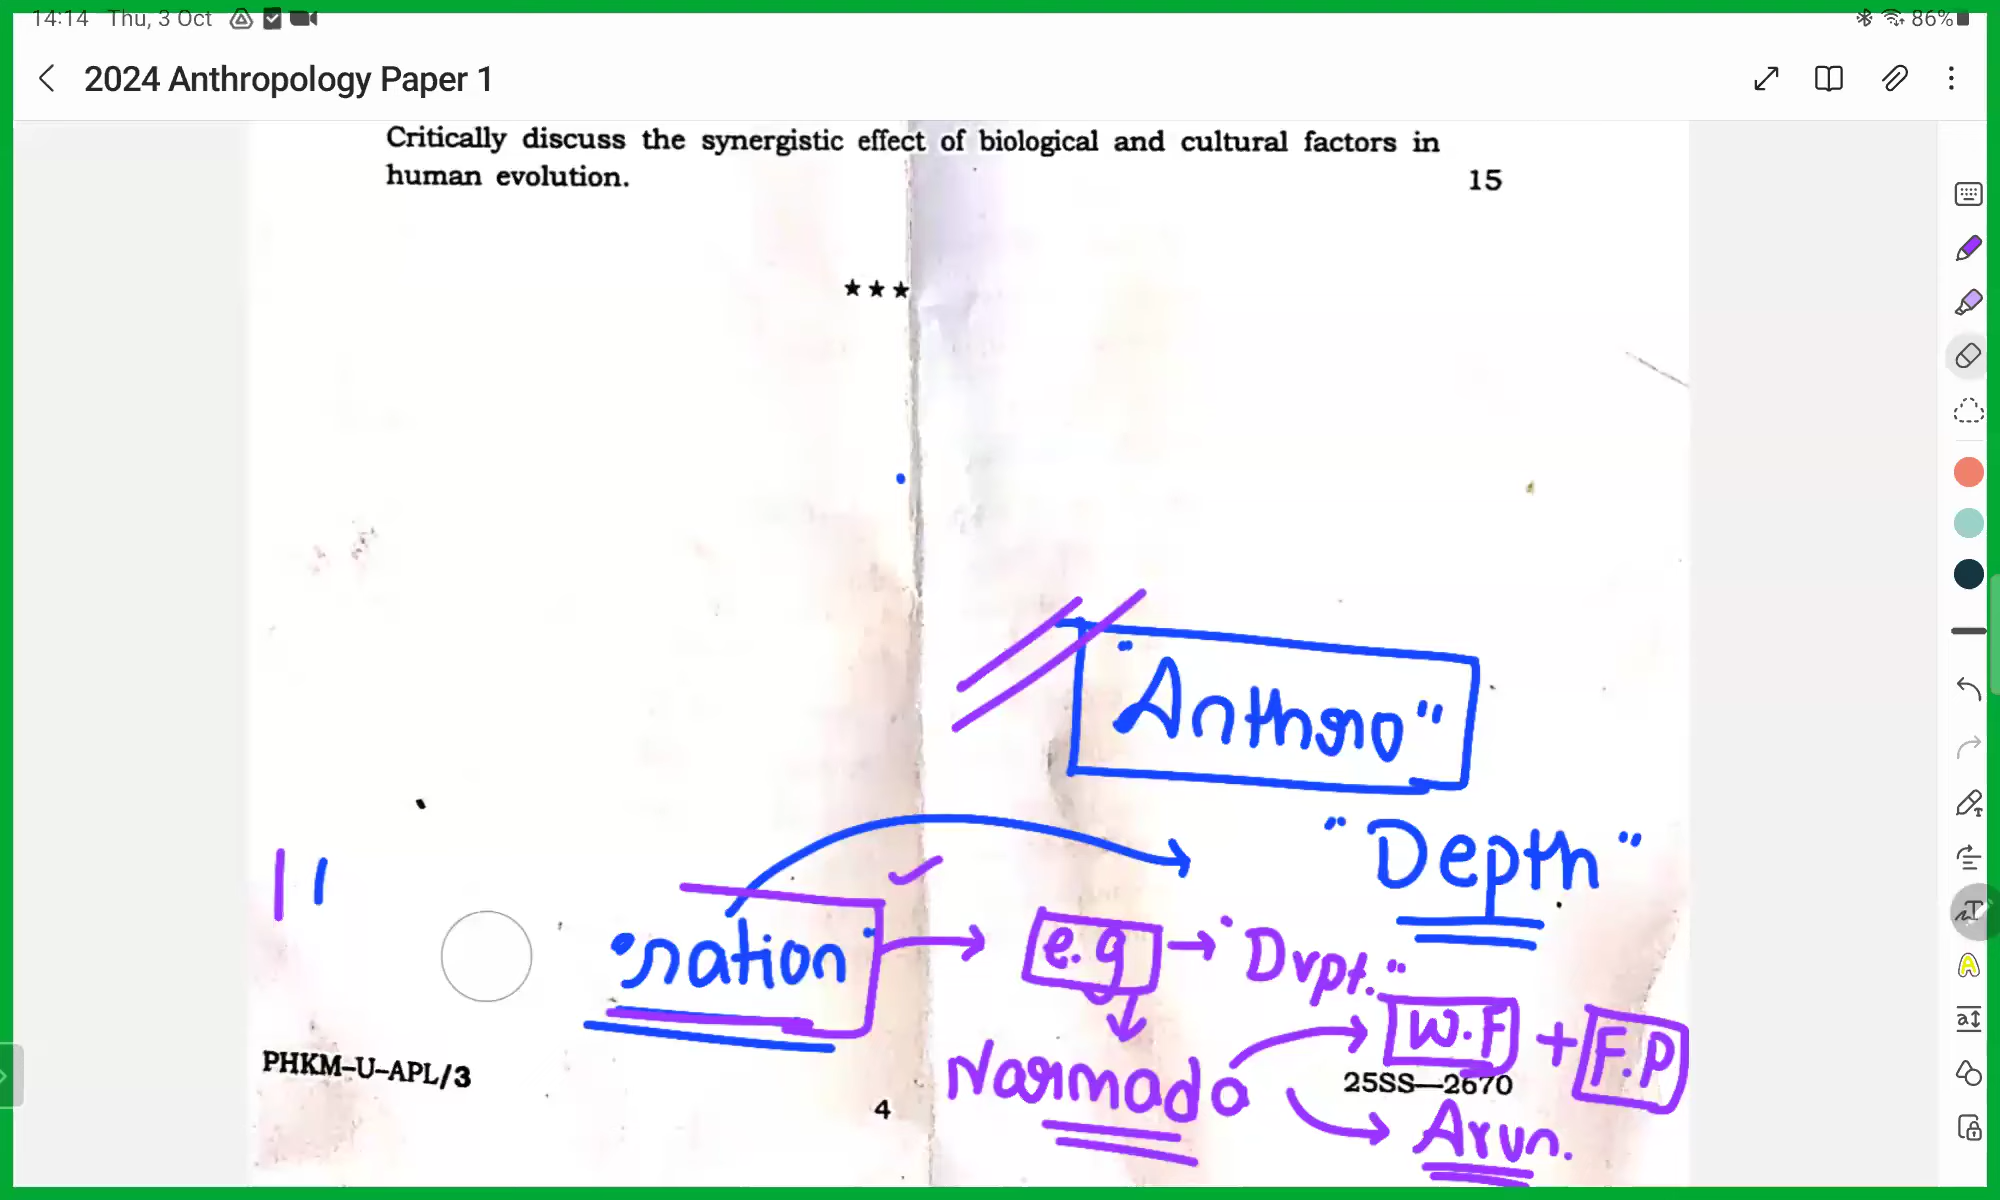 14:14 Thu, 3 Oct 86%
2024 Anthropology Paper 1
Critically discuss the synergistic effect of biological and cultural factors in
human evolution. 15
★★★
"Anthro"
"Depth"
"nation" → e.g → "Dvpt."
W.F + F.P
Narmada
PHKM-U-APL/3 25SS—2670
4
Arun.